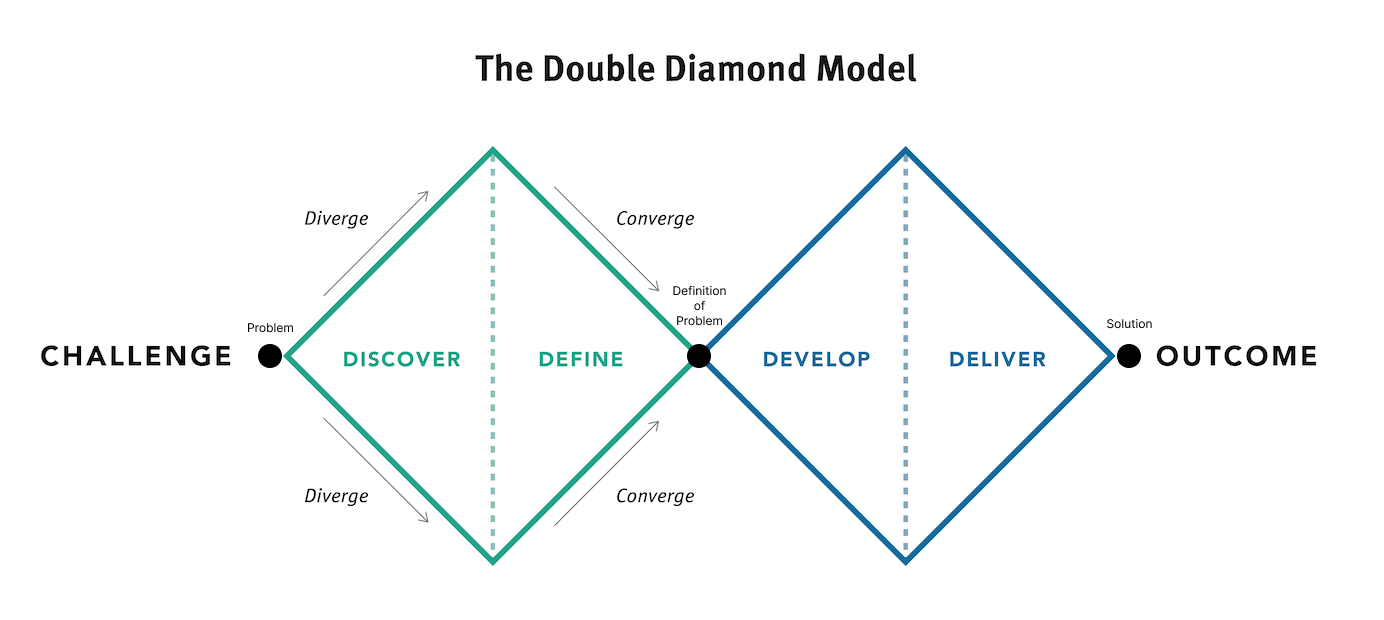 The Double Diamond Model
Diverge
Converge
Definition
of
Problem
Problem
Solution
CHALLENGE
DISCOVER
DEFINE
DEVELOP
DELIVER
OUTCOME
Diverge
Converge